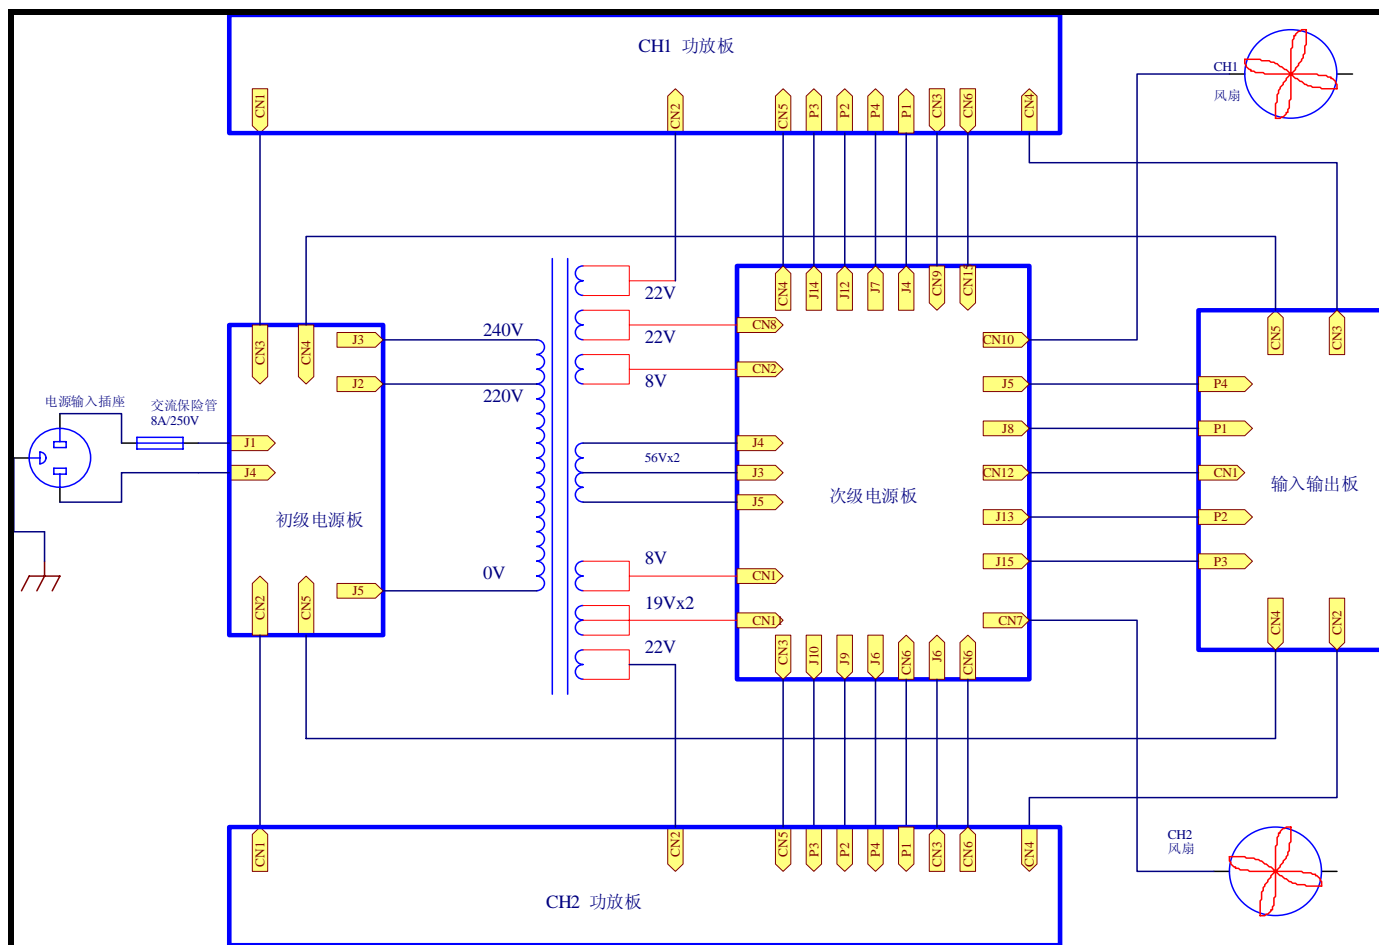 CH1 功放板
CH1
风扇
CN1
CN2
CN5
P3
P2
P4
P1
CN3
CN6
CN4
CN4
J14
J12
J7
J4
CN9
22V
240V
22V
220V
8V
CN3
CN4
J3
J2
CN8
CN2
CN10
J5
CN5
CN3
P4
电源输入插座
交流保险管
8A/250V
J1
J4
56Vx2
J4
J3
J5
J8
CN12
P1
CN1
初级电源板
次级电源板
输入输出板
J13
P2
J15
P3
0V
8V
J5
CN1
19Vx2
CN11
CN7
22V
CN2
CN5
CN3
J10
J9
J6
CN6
J6
CN6
CN4
CN2
CN1
CN2
CN5
P3
P2
P4
P1
CN3
CN6
CN4
CH2
风扇
CH2 功放板